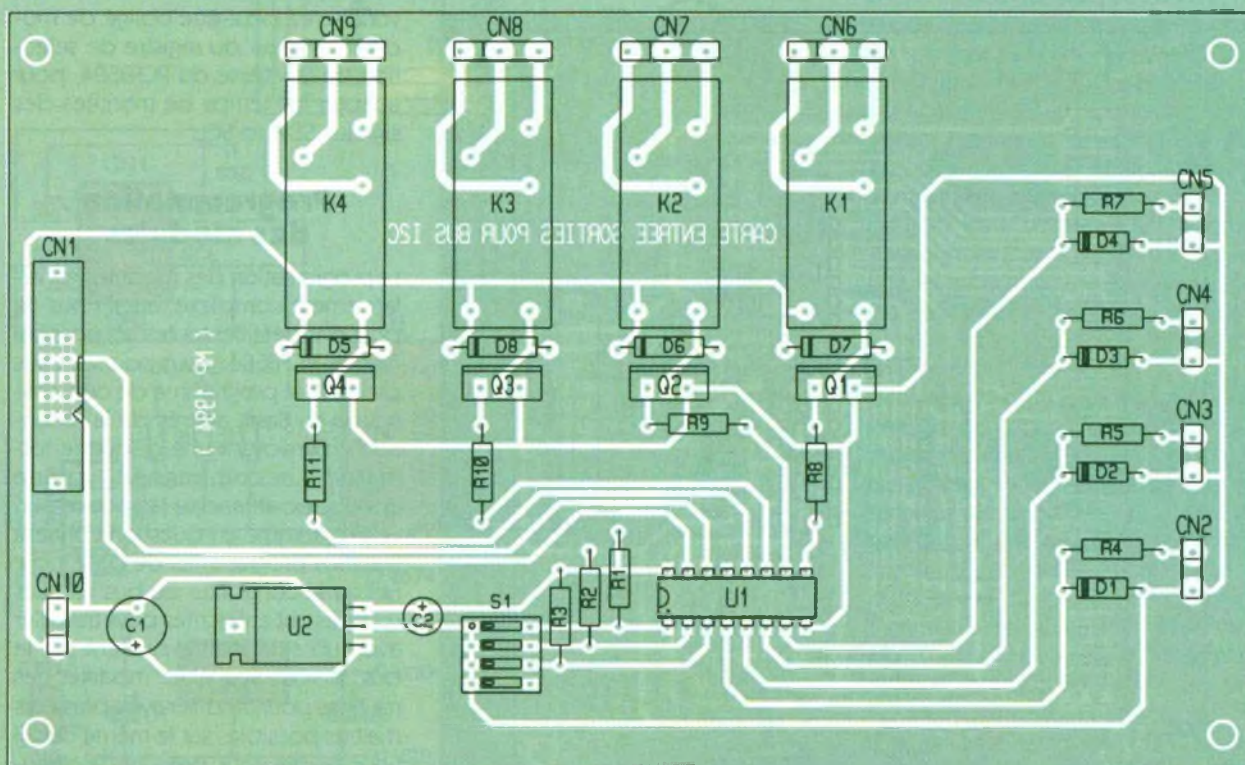 CN9 CN8 CN7 CN6
K4 K3 K2 K1
CARTE ENTREE SORTIES POUR BUS I2C
CN1
D5 D8 D6 D7
Q4 Q3 Q2 Q1
R9
R11 R10 R8
( MP 1994 )
R7 CN5
D4
R6 CN4
D3
R5 CN3
D2
R4 CN2
D1
CN10
C1
U2
C2
S1
R3 R2 R1
U1